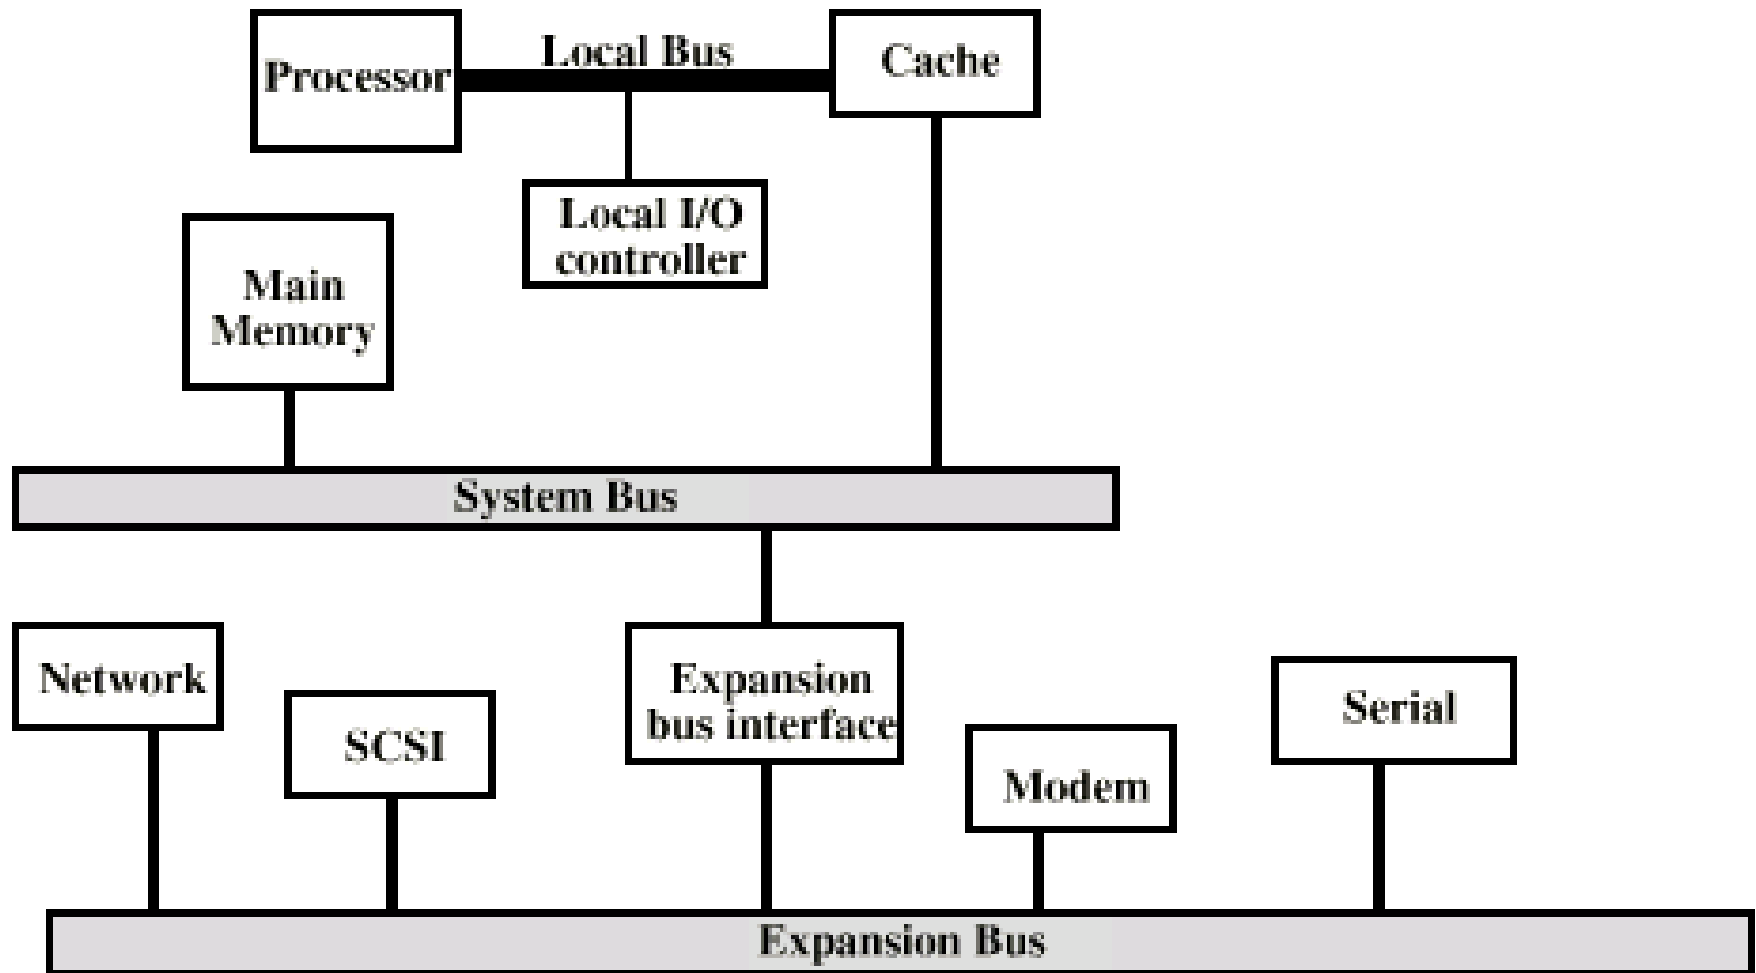 Processor
Local Bus
Cache
Local I/O
controller
Main
Memory
System Bus
Network
SCSI
Expansion
bus interface
Modem
Serial
Expansion Bus